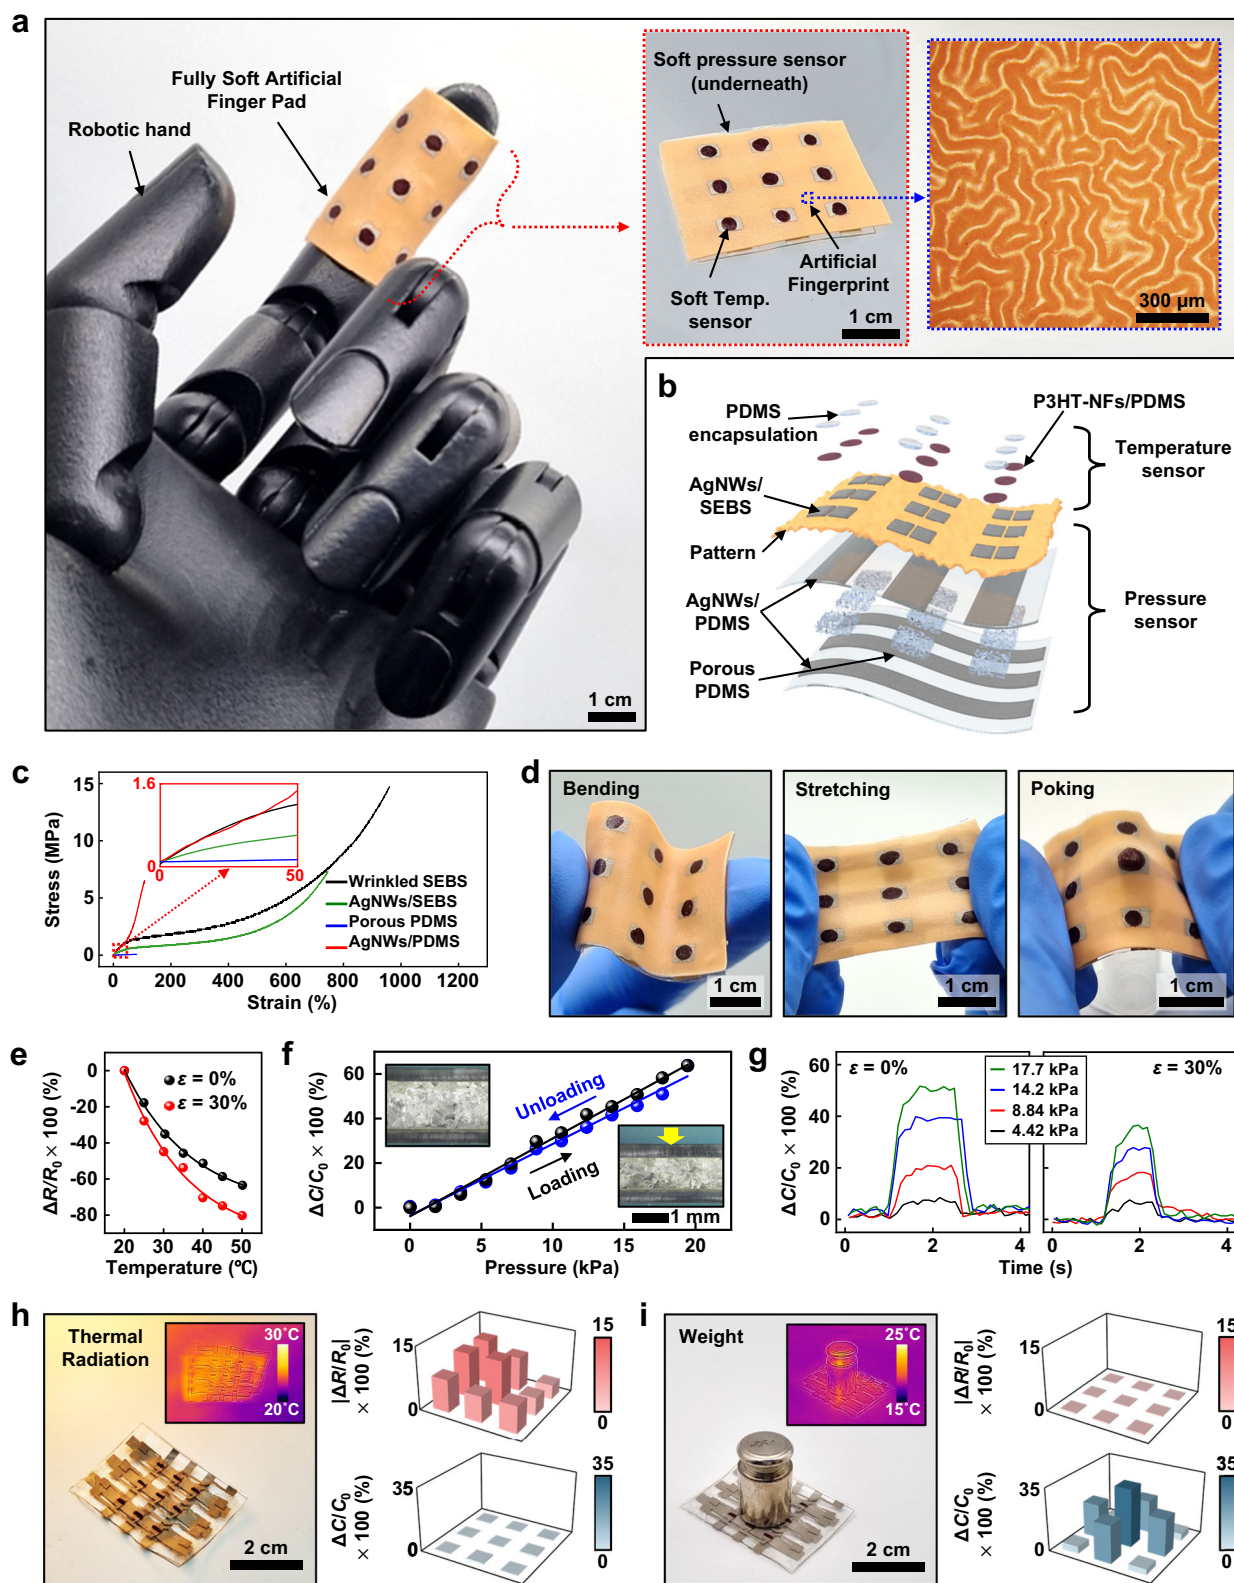 a
Fully Soft Artificial
Finger Pad
Robotic hand
Soft pressure sensor
(underneath)
Soft Temp.
sensor
Artificial
Fingerprint
1 cm
300 μm
1 cm
b
PDMS
encapsulation
P3HT-NFs/PDMS
Temperature
sensor
AgNWs/
SEBS
Pattern
AgNWs/
PDMS
Porous
PDMS
Pressure
sensor
c
Stress (MPa)
15
10
5
0
1.6
0
0
50
Wrinkled SEBS
AgNWs/SEBS
Porous PDMS
AgNWs/PDMS
0 200 400 600 800 1000 1200
Strain (%)
d
Bending
1 cm
Stretching
1 cm
Poking
1 cm
e
ΔR/R0 × 100 (%)
0
-20
-40
-60
-80
ε = 0%
ε = 30%
20 30 40 50
Temperature (℃)
f
ΔC/C0 × 100 (%)
60
40
20
0
Unloading
Loading
1 mm
0 5 10 15 20
Pressure (kPa)
g
ΔC/C0 × 100 (%)
60
40
20
0
ε = 0%
17.7 kPa
14.2 kPa
8.84 kPa
4.42 kPa
ε = 30%
0 2 4
0 2 4
Time (s)
h
Thermal
Radiation
30°C
20°C
2 cm
|ΔR/R0|
× 100 (%)
15
0
15
0
ΔC/C0
× 100 (%)
35
0
35
0
i
Weight
25°C
15°C
2 cm
|ΔR/R0|
× 100 (%)
15
0
15
0
ΔC/C0
× 100 (%)
35
0
35
0